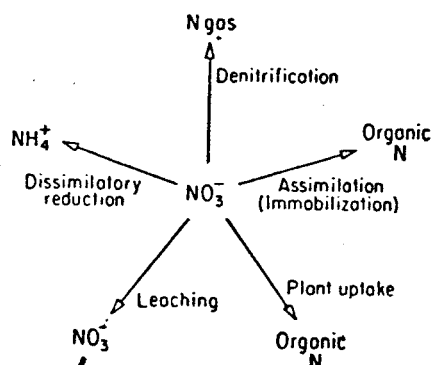 N gas
Denitrification
NH₄⁺
Organic
N
Dissimilatory
reduction
NO₃⁻
Assimilation
(Immobilization)
Leaching
Plant uptake
NO₃⁻
Organic
N